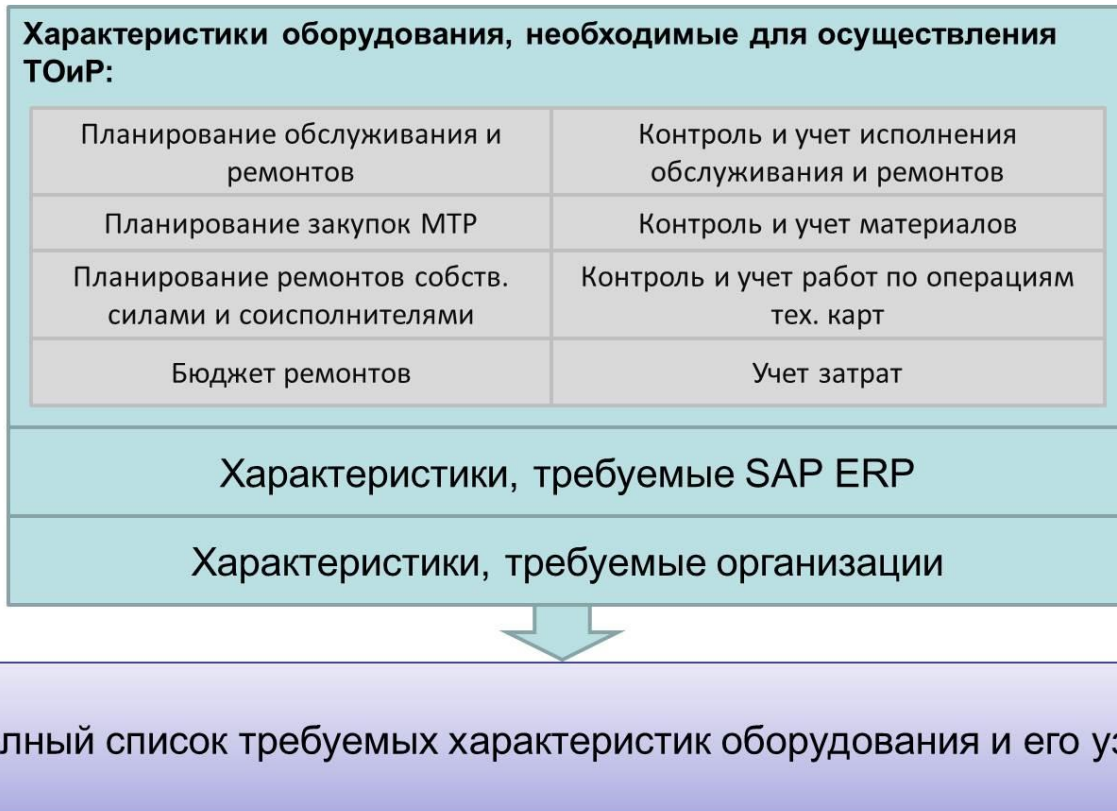 Характеристики оборудования, необходимые для осуществления
ТОиР:
Планирование обслуживания и
ремонтов
Контроль и учет исполнения
обслуживания и ремонтов
Планирование закупок МТР
Контроль и учет материалов
Планирование ремонтов собств.
силами и соисполнителями
Контроль и учет работ по операциям
тех. карт
Бюджет ремонтов
Учет затрат
Характеристики, требуемые SAP ERP
Характеристики, требуемые организации
лный список требуемых характеристик оборудования и его уз